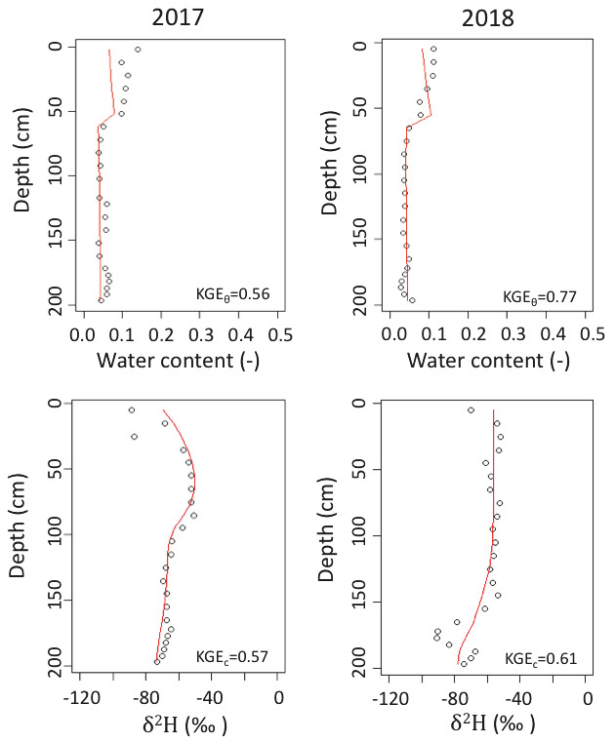 2017
2018
Depth (cm)
0
50
100
150
200
KGEθ=0.56
0.0 0.1 0.2 0.3 0.4 0.5
Water content (-)
Depth (cm)
0
50
100
150
200
KGEθ=0.77
0.0 0.1 0.2 0.3 0.4 0.5
Water content (-)
Depth (cm)
0
50
100
150
200
KGEc=0.57
-120 -80 -40 0
δ²H (‰ )
Depth (cm)
0
50
100
150
200
KGEc=0.61
-120 -80 -40 0
δ²H (‰ )